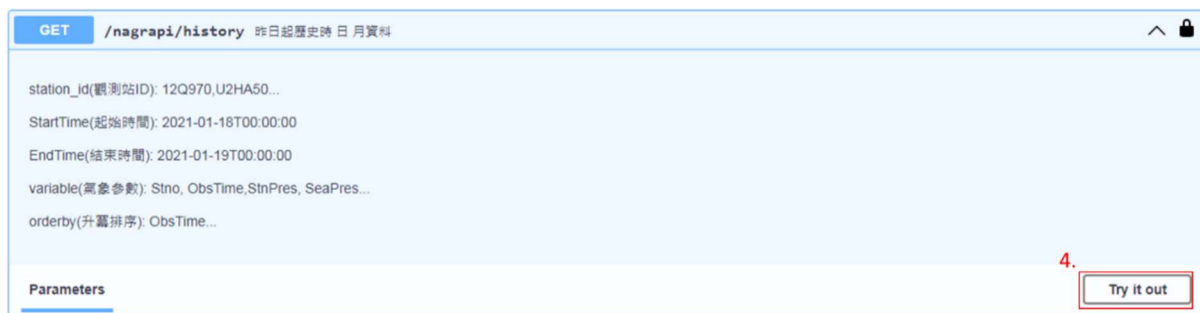 GET /nagrapi/history 昨日起歷史時 日 月資料
station_id(觀測站ID): 12Q970,U2HA50...
StartTime(起始時間): 2021-01-18T00:00:00
EndTime(結束時間): 2021-01-19T00:00:00
variable(氣象參數): Stno, ObsTime,StnPres, SeaPres...
orderby(升冪排序): ObsTime...
4.
Parameters Try it out